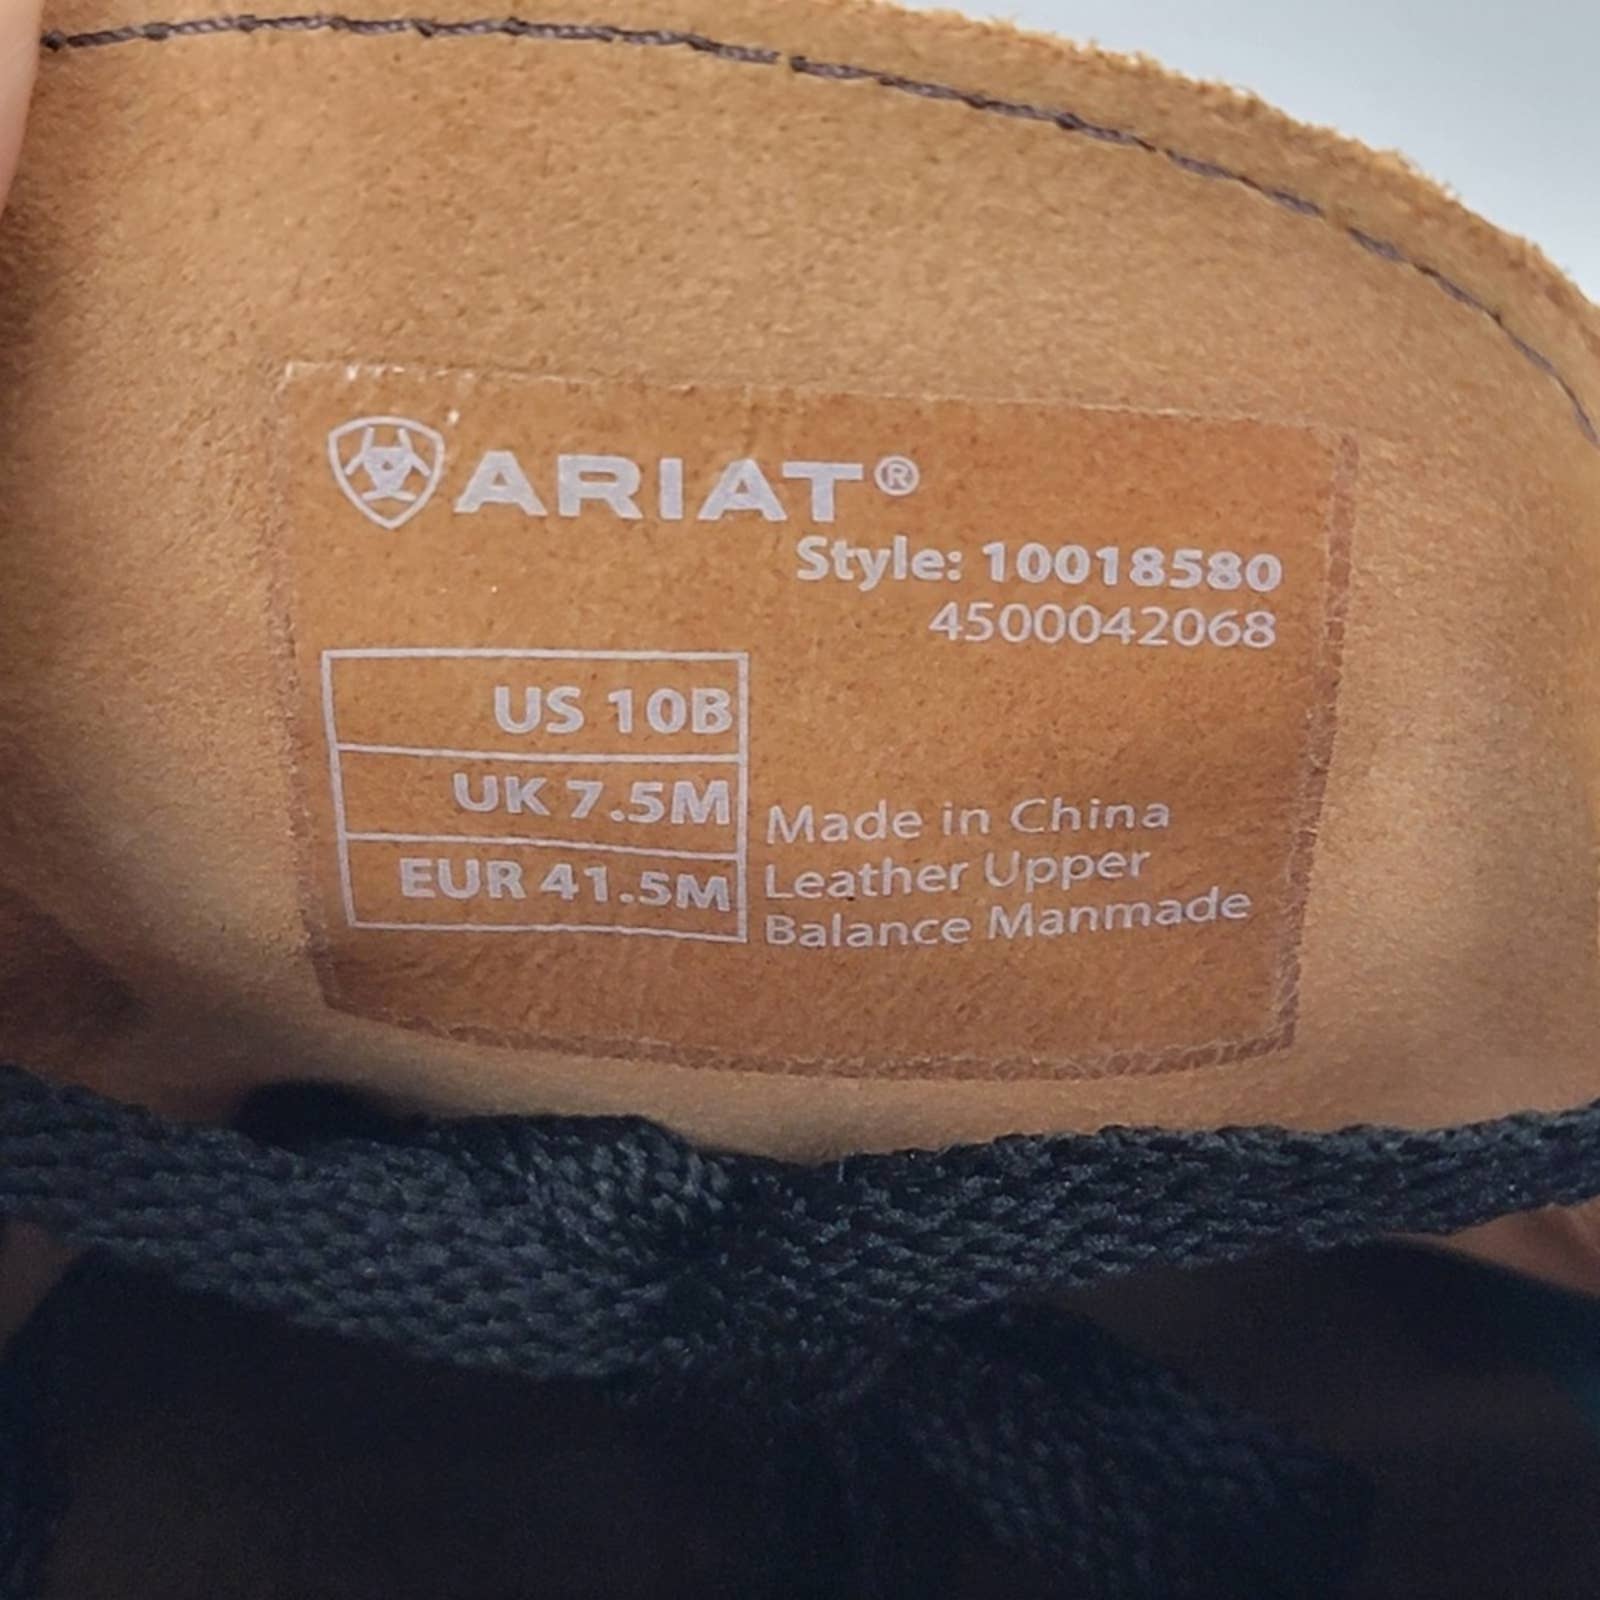 ARIAT®
Style: 10018580
4500042068
US 10B
UK 7.5M
EUR 41.5M
Made in China
Leather Upper
Balance Manmade